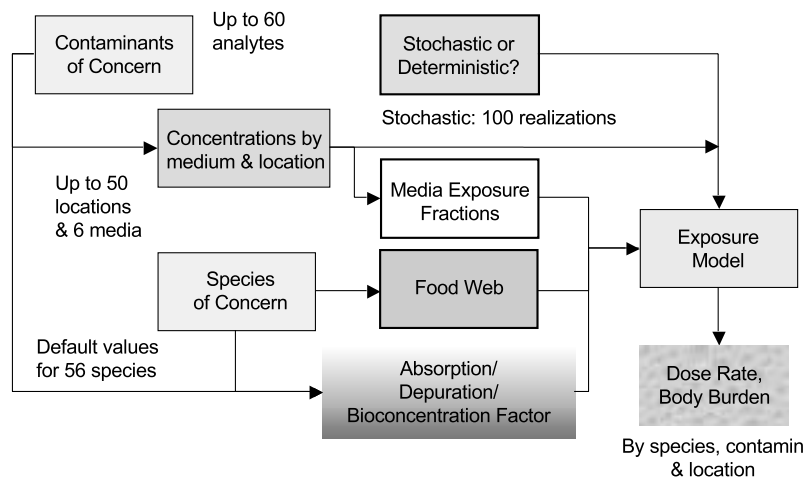 Contaminants
of Concern
Up to 60
analytes
Stochastic or
Deterministic?
Stochastic: 100 realizations
Concentrations by
medium & location
Up to 50
locations
& 6 media
Media Exposure
Fractions
Exposure
Model
Species
of Concern
Food Web
Default values
for 56 species
Absorption/
Depuration/
Bioconcentration Factor
Dose Rate,
Body Burden
By species, contamin
& location